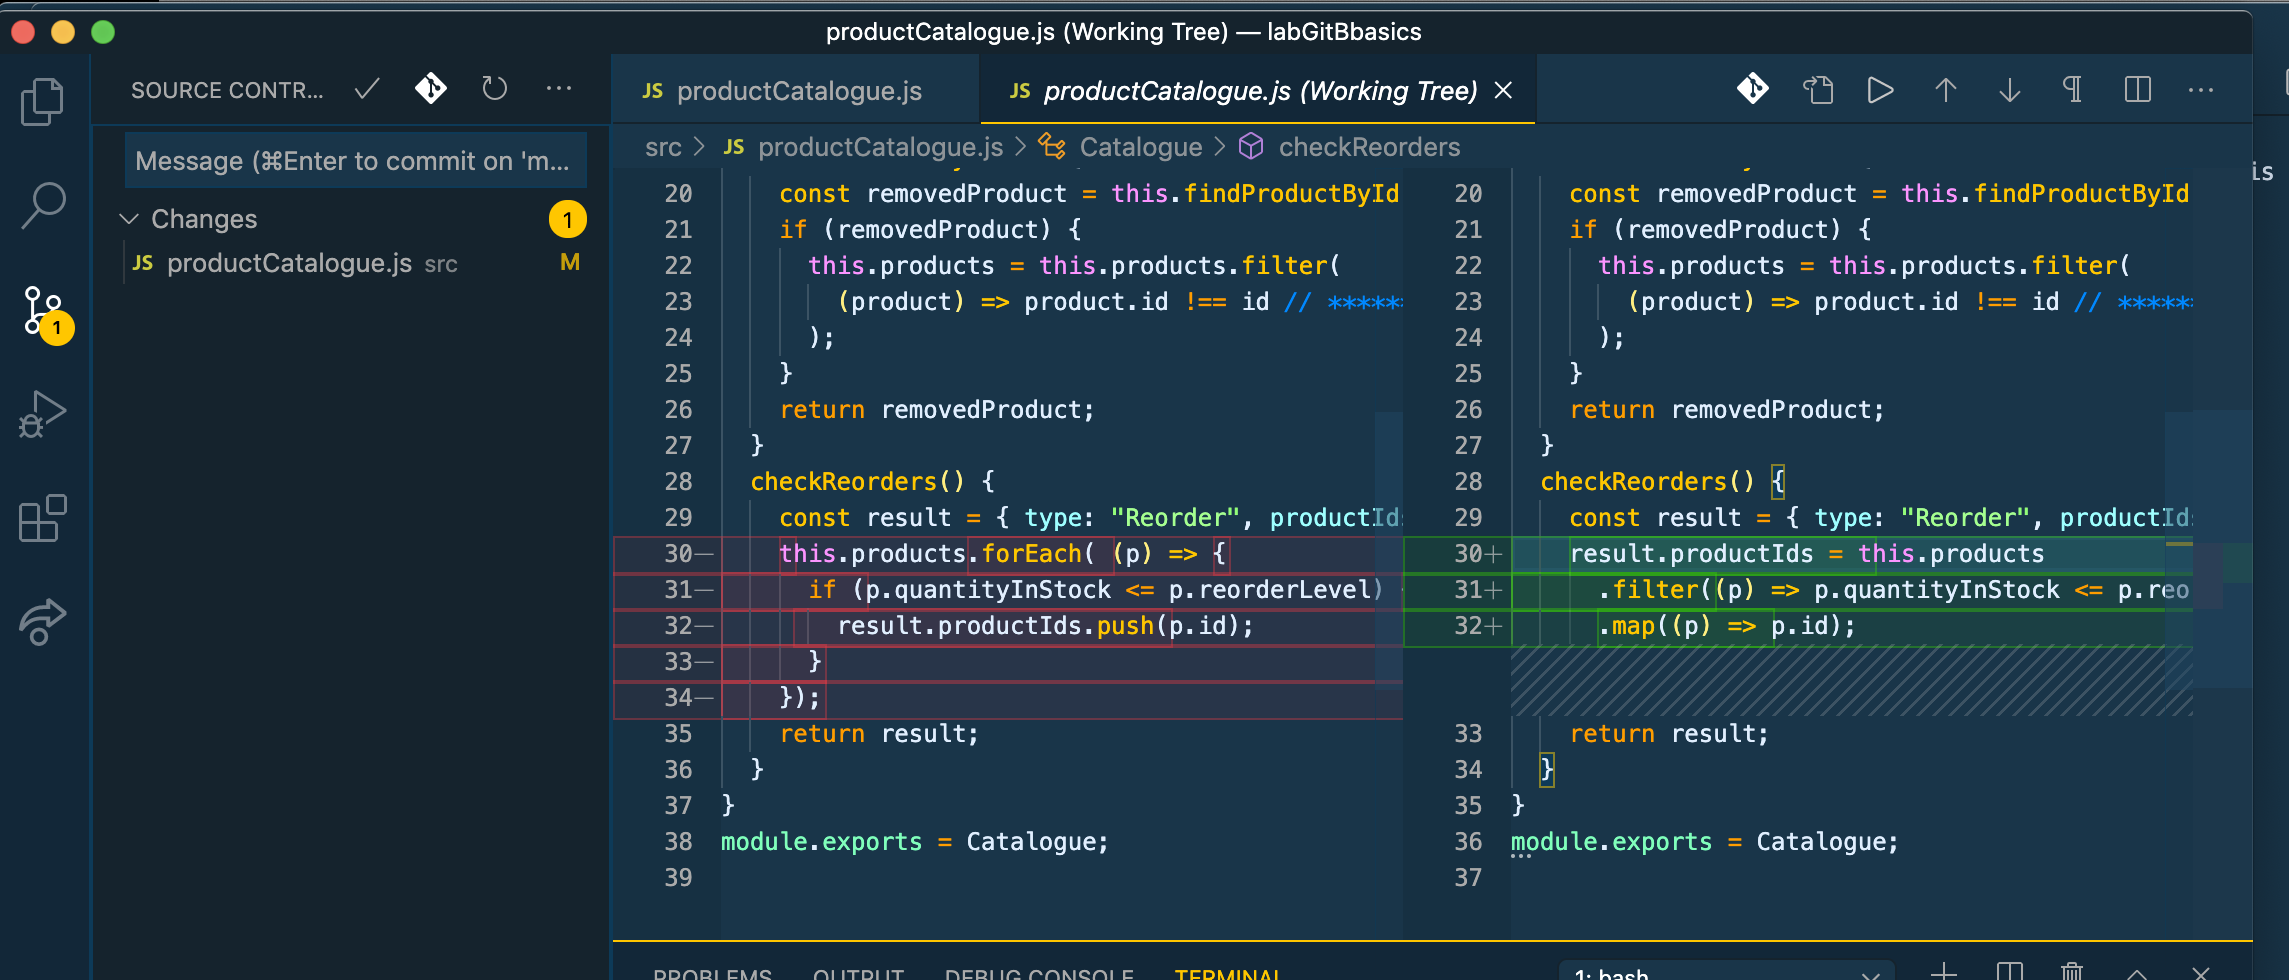 productCatalogue.js (Working Tree) — labGitBbasics
SOURCE CONTR...
JS productCatalogue.js
JS productCatalogue.js (Working Tree)
Message (⌘Enter to commit on 'm...
Changes 1
JS productCatalogue.js src M
1
src > JS productCatalogue.js > Catalogue > checkReorders
20 const removedProduct = this.findProductById
21 if (removedProduct) {
22 this.products = this.products.filter(
23 (product) => product.id !== id // ******
24 );
25 }
26 return removedProduct;
27 }
28 checkReorders() {
29 const result = { type: "Reorder", productIds
30— this.products.forEach( (p) => {
31— if (p.quantityInStock <= p.reorderLevel) {
32— result.productIds.push(p.id);
33— }
34— });
35 return result;
36 }
37 }
38 module.exports = Catalogue;
39
20 const removedProduct = this.findProductById
21 if (removedProduct) {
22 this.products = this.products.filter(
23 (product) => product.id !== id // ******
24 );
25 }
26 return removedProduct;
27 }
28 checkReorders() {
29 const result = { type: "Reorder", productIds
30+ result.productIds = this.products
31+ .filter((p) => p.quantityInStock <= p.reo
32+ .map((p) => p.id);
33 return result;
34 }
35 }
36 module.exports = Catalogue;
37
is
PROBLEMS OUTPUT DEBUG CONSOLE TERMINAL 1: bash